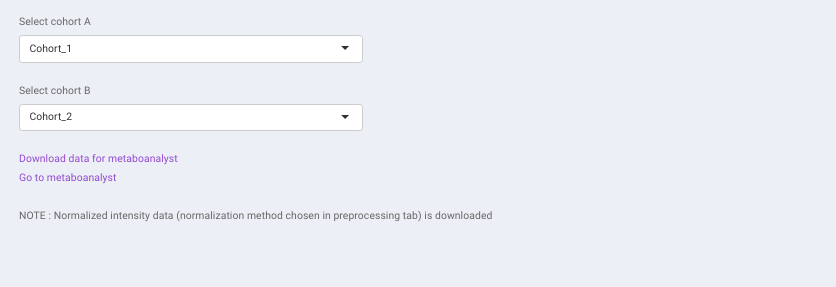 Select cohort A
Cohort_1
Select cohort B
Cohort_2
Download data for metaboanalyst
Go to metaboanalyst
NOTE : Normalized intensity data (normalization method chosen in preprocessing tab) is downloaded